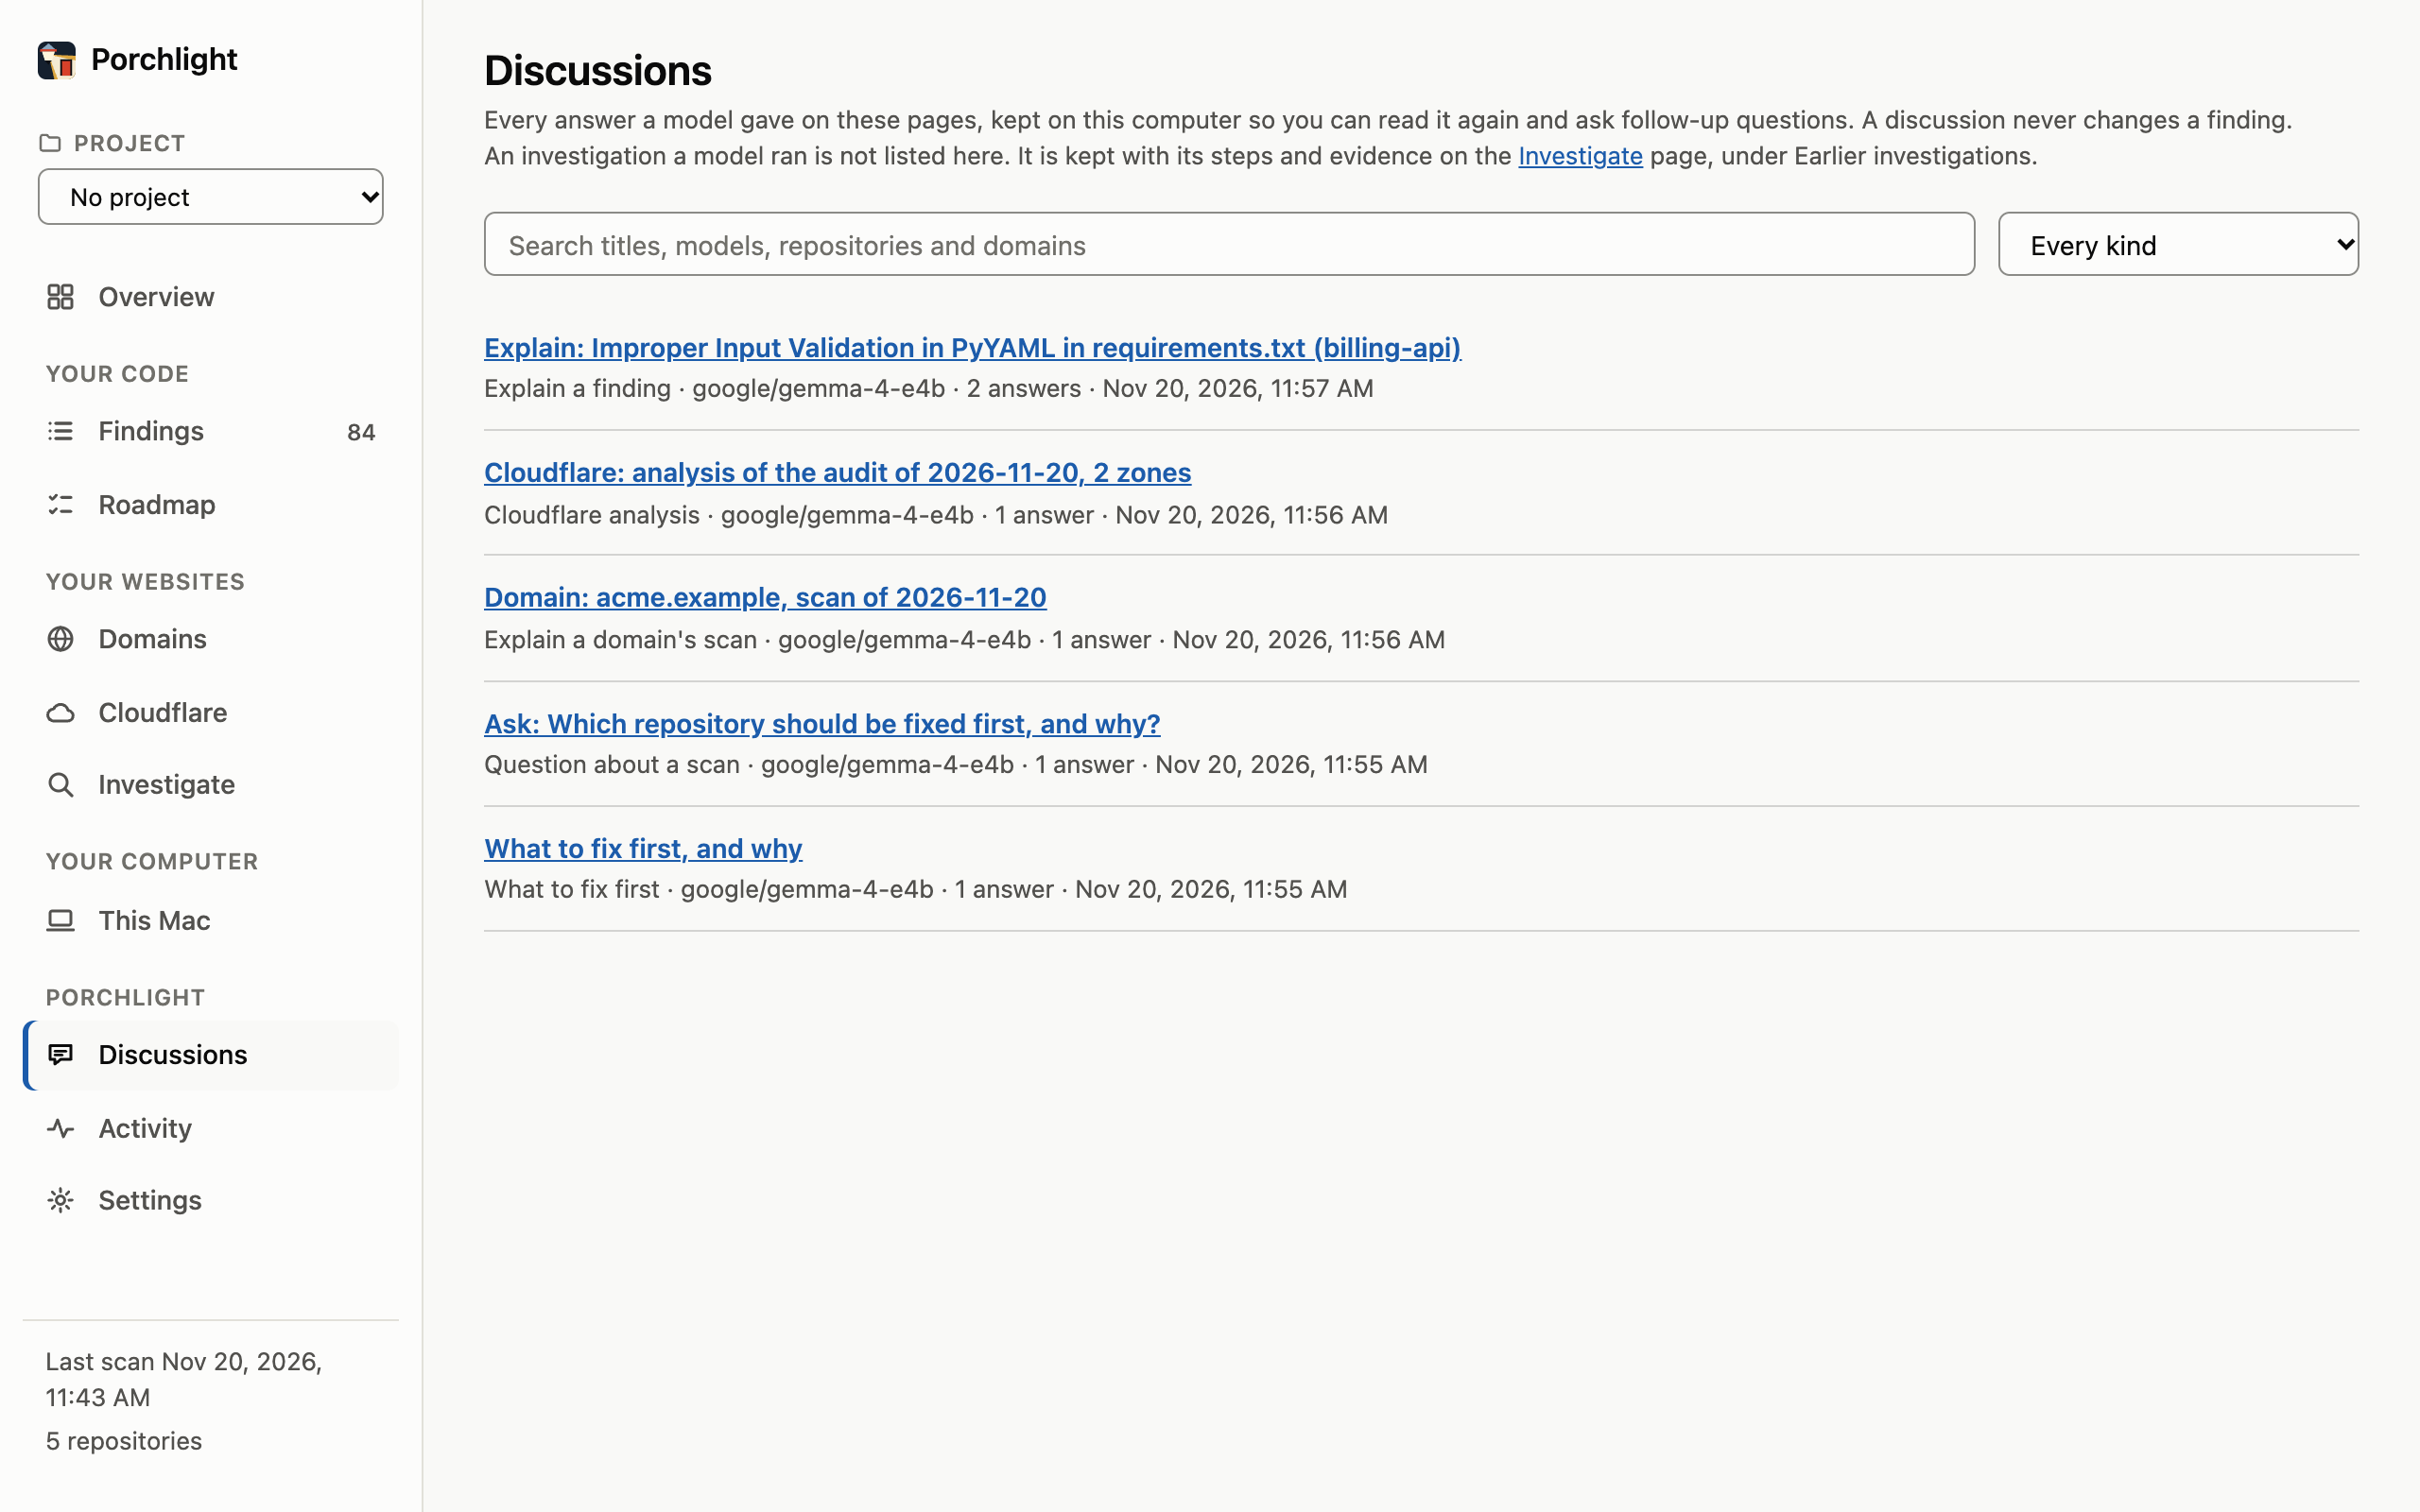 Porchlight
PROJECT
No project
Overview
YOUR CODE
Findings 84
Roadmap
YOUR WEBSITES
Domains
Cloudflare
Investigate
YOUR COMPUTER
This Mac
PORCHLIGHT
Discussions
Activity
Settings
Last scan Nov 20, 2026,
11:43 AM
5 repositories
Discussions
Every answer a model gave on these pages, kept on this computer so you can read it again and ask follow-up questions. A discussion never changes a finding.
An investigation a model ran is not listed here. It is kept with its steps and evidence on the Investigate page, under Earlier investigations.
Search titles, models, repositories and domains
Every kind
Explain: Improper Input Validation in PyYAML in requirements.txt (billing-api)
Explain a finding · google/gemma-4-e4b · 2 answers · Nov 20, 2026, 11:57 AM
Cloudflare: analysis of the audit of 2026-11-20, 2 zones
Cloudflare analysis · google/gemma-4-e4b · 1 answer · Nov 20, 2026, 11:56 AM
Domain: acme.example, scan of 2026-11-20
Explain a domain's scan · google/gemma-4-e4b · 1 answer · Nov 20, 2026, 11:56 AM
Ask: Which repository should be fixed first, and why?
Question about a scan · google/gemma-4-e4b · 1 answer · Nov 20, 2026, 11:55 AM
What to fix first, and why
What to fix first · google/gemma-4-e4b · 1 answer · Nov 20, 2026, 11:55 AM